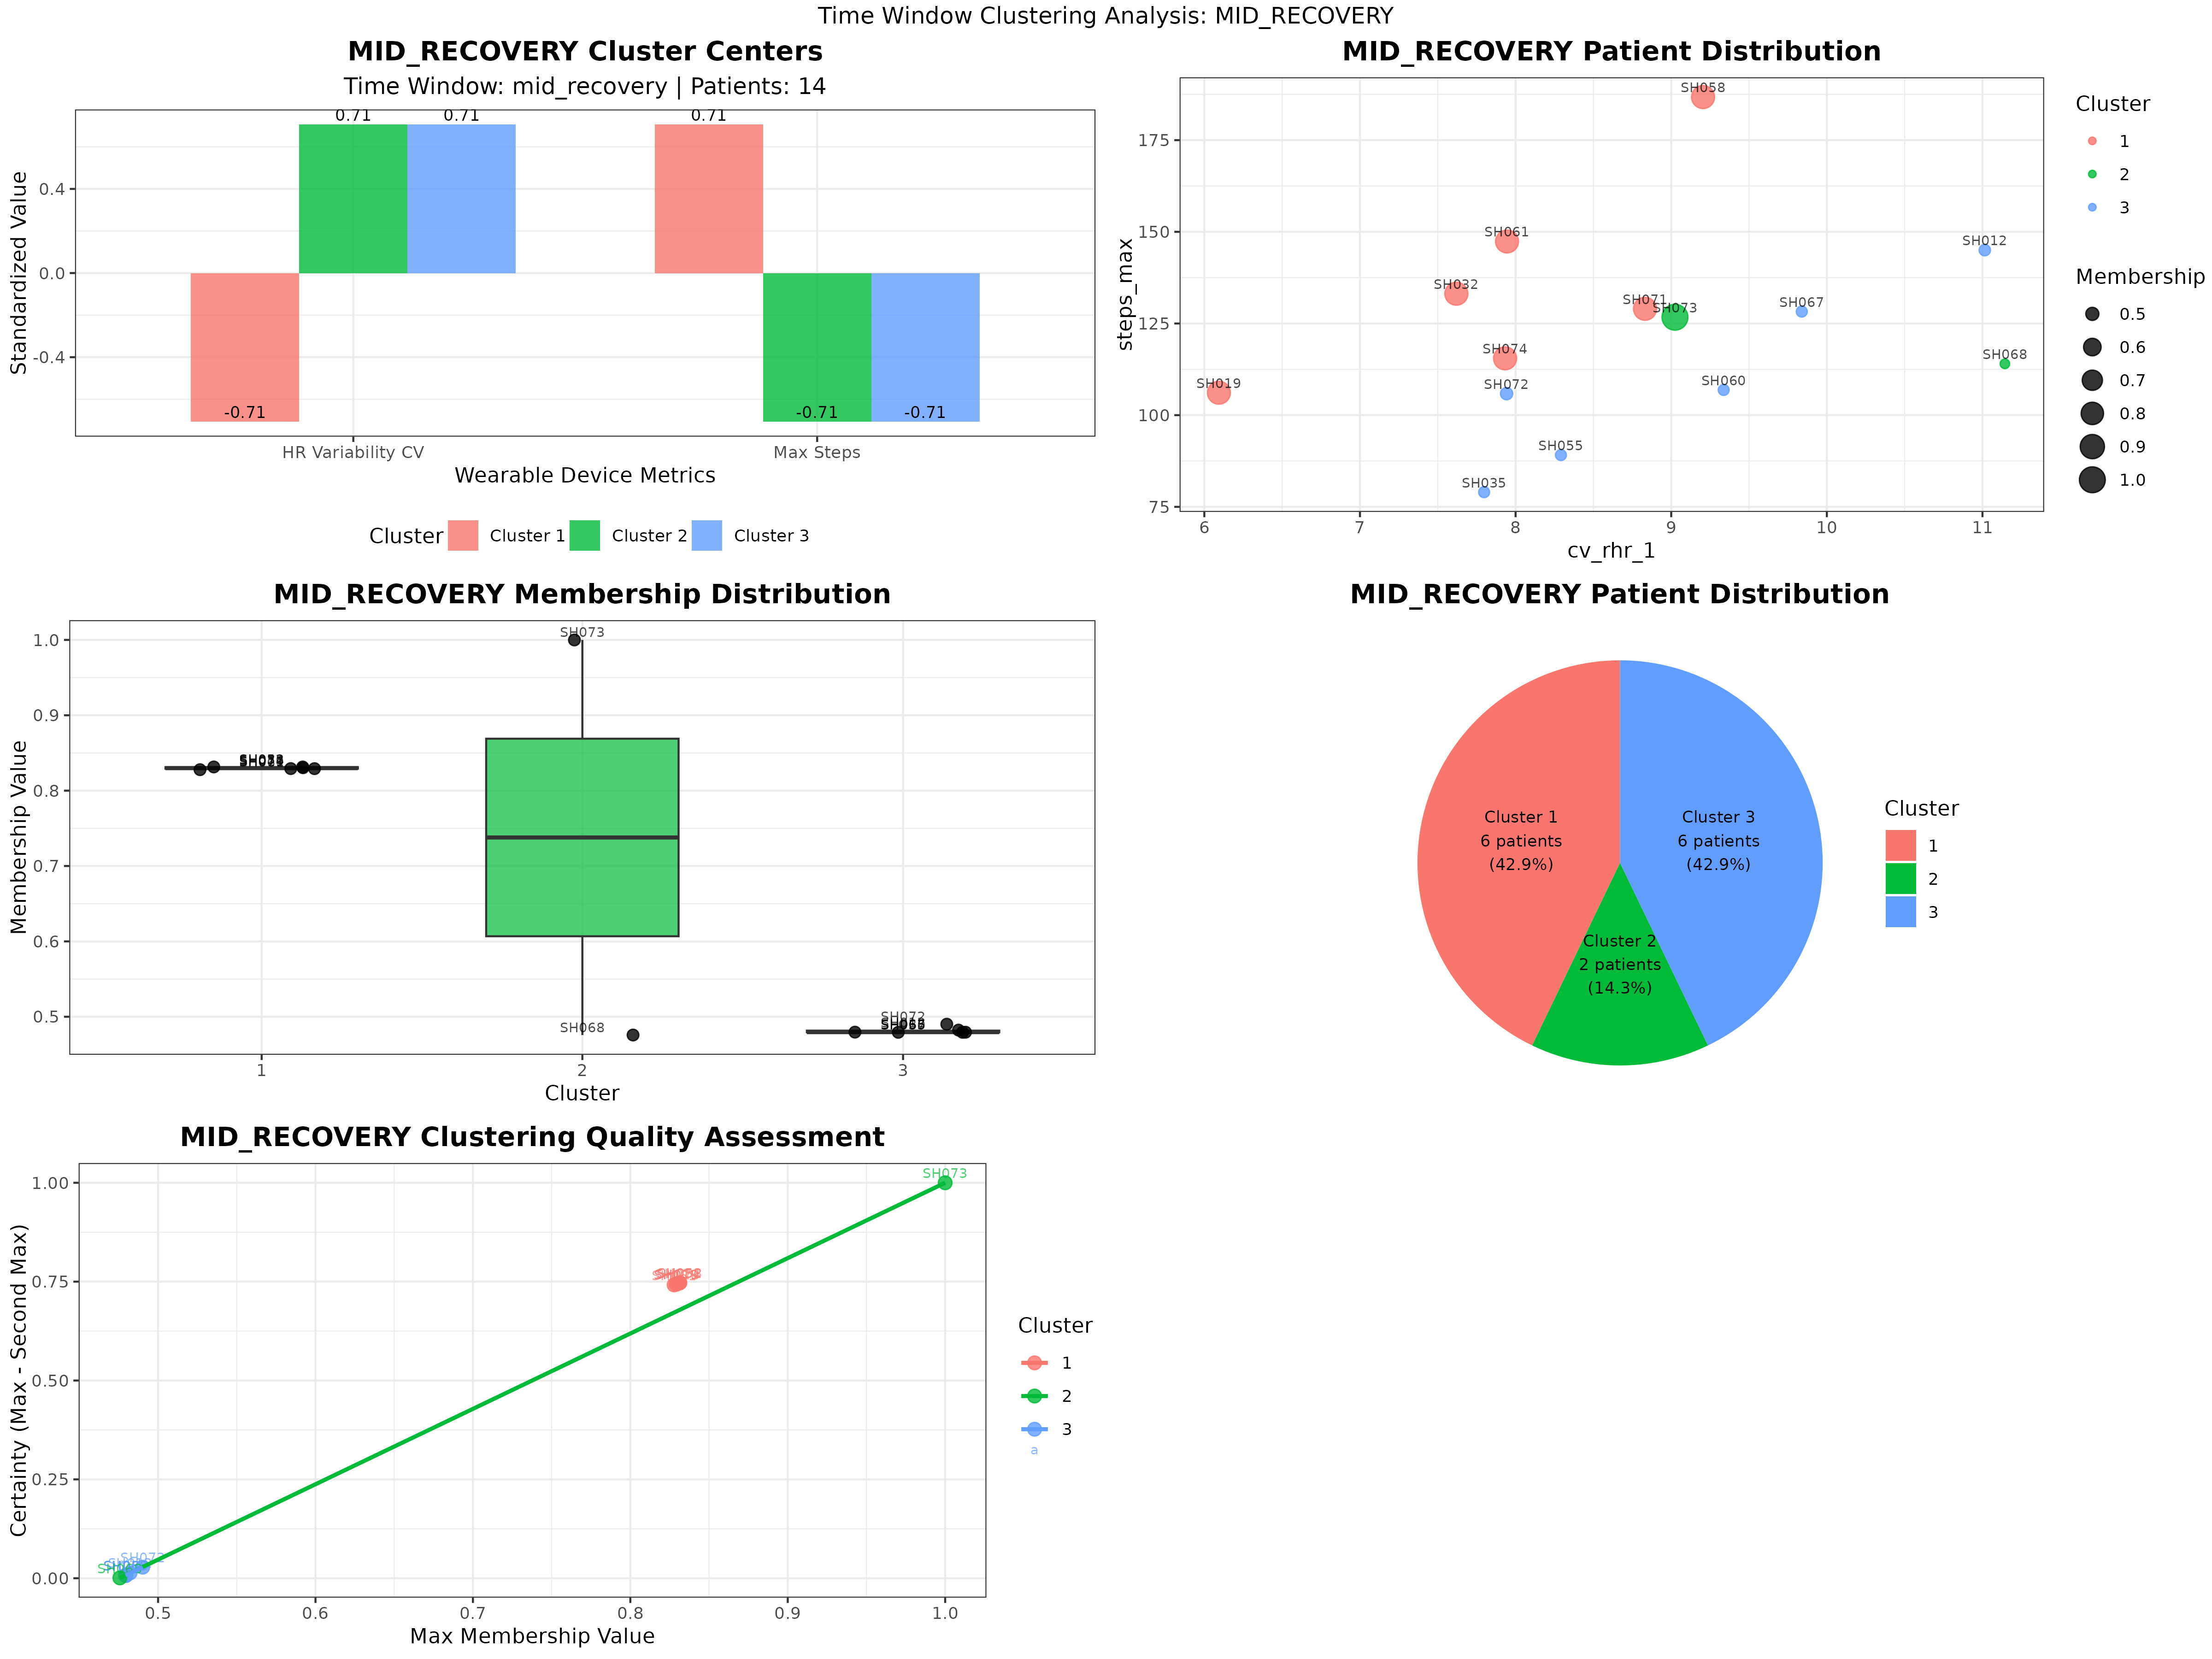 Time Window Clustering Analysis: MID_RECOVERY
MID_RECOVERY Cluster Centers
Time Window: mid_recovery | Patients: 14
Standardized Value
0.4
0.0
-0.4
0.71
0.71
0.71
-0.71
-0.71
-0.71
HR Variability CV
Max Steps
Wearable Device Metrics
Cluster
Cluster 1
Cluster 2
Cluster 3
MID_RECOVERY Patient Distribution
steps_max
175
150
125
100
75
SH058
SH061
SH012
SH032
SH071
SH073
SH067
SH074
SH068
SH019
SH072
SH060
SH055
SH035
6
7
8
9
10
11
cv_rhr_1
Cluster
1
2
3
Membership
0.5
0.6
0.7
0.8
0.9
1.0
MID_RECOVERY Membership Distribution
Membership Value
1.0
0.9
0.8
0.7
0.6
0.5
SH073
SH068
SH072
1
2
3
Cluster
MID_RECOVERY Patient Distribution
Cluster 1
6 patients
(42.9%)
Cluster 3
6 patients
(42.9%)
Cluster 2
2 patients
(14.3%)
Cluster
1
2
3
MID_RECOVERY Clustering Quality Assessment
Certainty (Max - Second Max)
1.00
0.75
0.50
0.25
0.00
SH073
SH072
0.5
0.6
0.7
0.8
0.9
1.0
Max Membership Value
Cluster
1
2
3
a